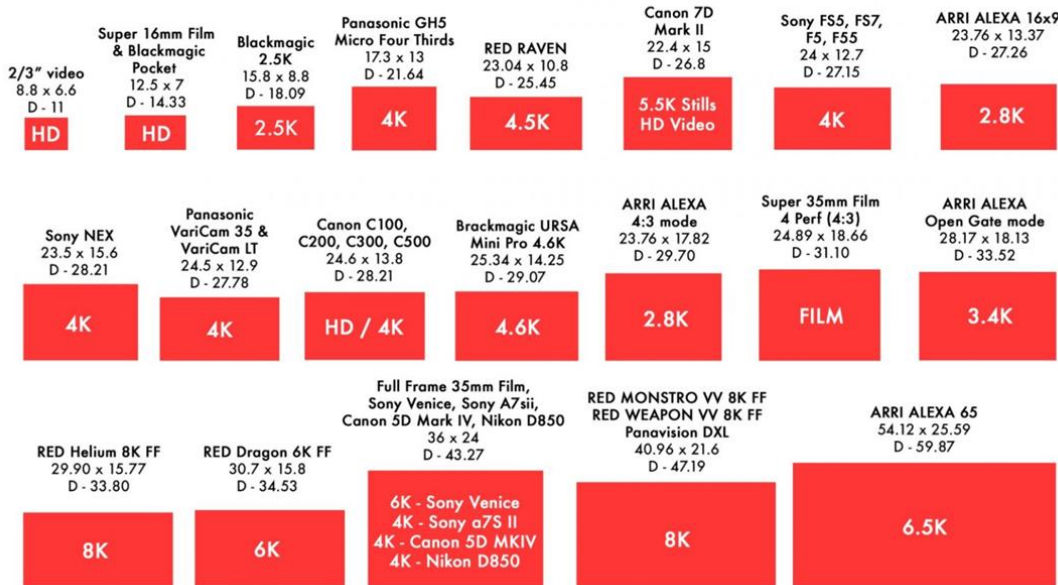 2/3” video
8.8 x 6.6
D - 11
HD
Super 16mm Film
& Blackmagic
Pocket
12.5 x 7
D - 14.33
HD
Blackmagic
2.5K
15.8 x 8.8
D - 18.09
2.5K
Panasonic GH5
Micro Four Thirds
17.3 x 13
D - 21.64
4K
RED RAVEN
23.04 x 10.8
D - 25.45
4.5K
Canon 7D
Mark II
22.4 x 15
D - 26.8
5.5K Stills
HD Video
Sony FS5, FS7,
F5, F55
24 x 12.7
D - 27.15
4K
ARRI ALEXA 16x9
23.76 x 13.37
D - 27.26
2.8K
Sony NEX
23.5 x 15.6
D - 28.21
4K
Panasonic
VariCam 35 &
VariCam LT
24.5 x 12.9
D - 27.78
4K
Canon C100,
C200, C300, C500
24.6 x 13.8
D - 28.21
HD / 4K
Brackmagic URSA
Mini Pro 4.6K
25.34 x 14.25
D - 29.07
4.6K
ARRI ALEXA
4:3 mode
23.76 x 17.82
D - 29.70
2.8K
Super 35mm Film
4 Perf (4:3)
24.89 x 18.66
D - 31.10
FILM
ARRI ALEXA
Open Gate mode
28.17 x 18.13
D - 33.52
3.4K
RED Helium 8K FF
29.90 x 15.77
D - 33.80
8K
RED Dragon 6K FF
30.7 x 15.8
D - 34.53
6K
Full Frame 35mm Film,
Sony Venice, Sony A7sii,
Canon 5D Mark IV, Nikon D850
36 x 24
D - 43.27
6K - Sony Venice
4K - Sony a7S II
4K - Canon 5D MKIV
4K - Nikon D850
RED MONSTRO VV 8K FF
RED WEAPON VV 8K FF
Panavision DXL
40.96 x 21.6
D - 47.19
8K
ARRI ALEXA 65
54.12 x 25.59
D - 59.87
6.5K